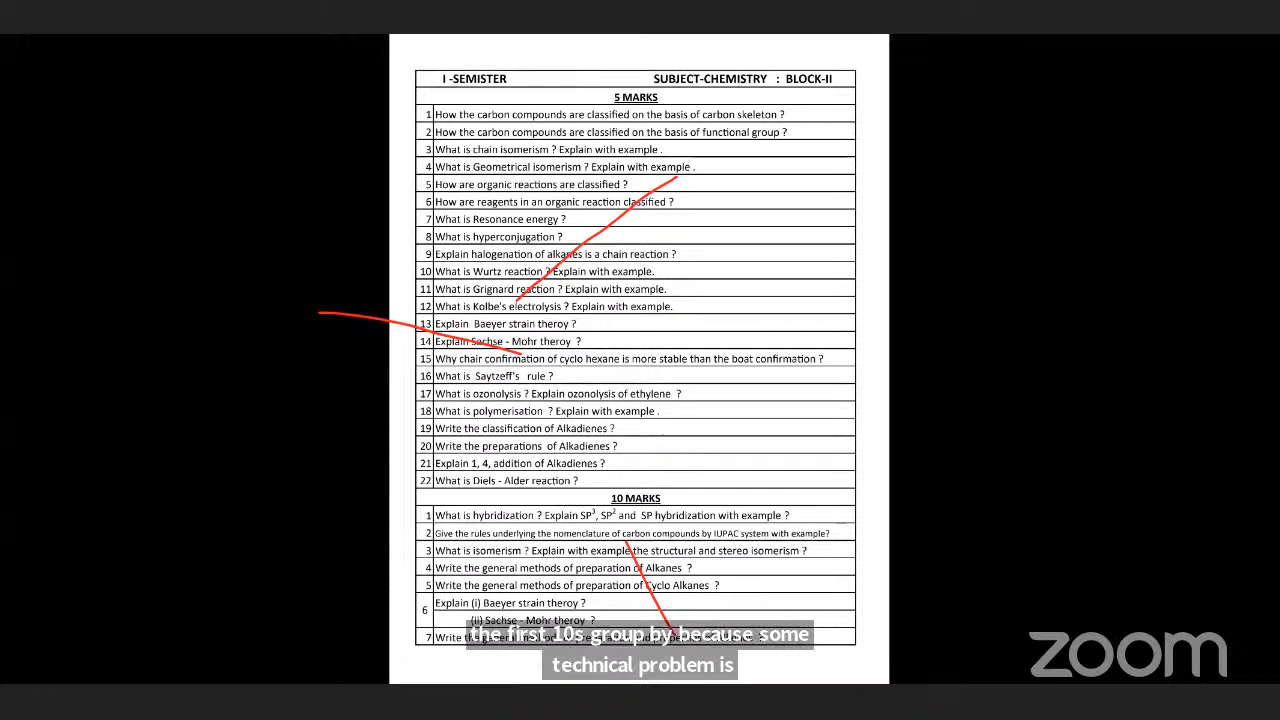 I -SEMISTER SUBJECT-CHEMISTRY : BLOCK-II
5 MARKS
1 How the carbon compounds are classified on the basis of carbon skeleton ?
2 How the carbon compounds are classified on the basis of functional group ?
3 What is chain isomerism ? Explain with example .
4 What is Geometrical isomerism ? Explain with example .
5 How are organic reactions are classified ?
6 How are reagents in an organic reaction classified ?
7 What is Resonance energy ?
8 What is hyperconjugation ?
9 Explain halogenation of alkanes is a chain reaction ?
10 What is Wurtz reaction ? Explain with example.
11 What is Grignard reaction ? Explain with example.
12 What is Kolbe's electrolysis ? Explain with example.
13 Explain Baeyer strain theroy ?
14 Explain Sachse - Mohr theroy ?
15 Why chair confirmation of cyclo hexane is more stable than the boat confirmation ?
16 What is Saytzeff's rule ?
17 What is ozonolysis ? Explain ozonolysis of ethylene ?
18 What is polymerisation ? Explain with example .
19 Write the classification of Alkadienes ?
20 Write the preparations of Alkadienes ?
21 Explain 1, 4, addition of Alkadienes ?
22 What is Diels - Alder reaction ?
10 MARKS
1 What is hybridization ? Explain SP³, SP² and SP hybridization with example ?
2 Give the rules underlying the nomenclature of carbon compounds by IUPAC system with example?
3 What is isomerism ? Explain with example the structural and stereo isomerism ?
4 Write the general methods of preparation of Alkanes ?
5 Write the general methods of preparation of Cyclo Alkanes ?
6 Explain (i) Baeyer strain theroy ?
(ii) Sachse - Mohr theroy ?
7 Write
the first 10s group by because some
technical problem is
zoom